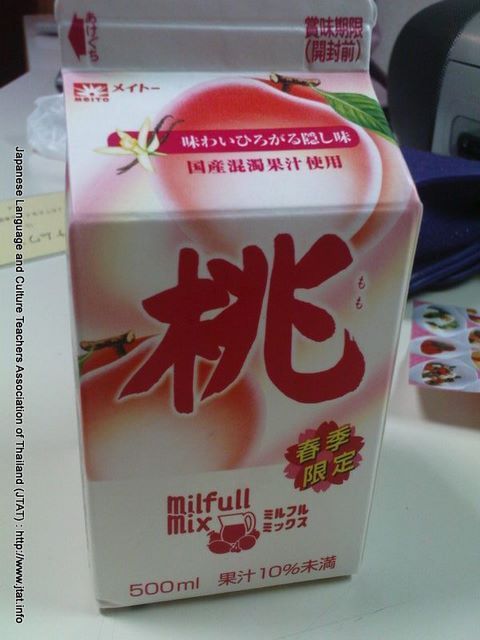 あけぐち
賞味期限
(開封前)
MEITO
メイトー
味わいひろがる隠し味
国産混濁果汁使用
桃
もも
春季
限定
milfull
mix
ミルフル
ミックス
500ml 果汁10%未満
Japanese Language and Culture Teachers Association of Thailand (JTAT) : http://www.jtat.info